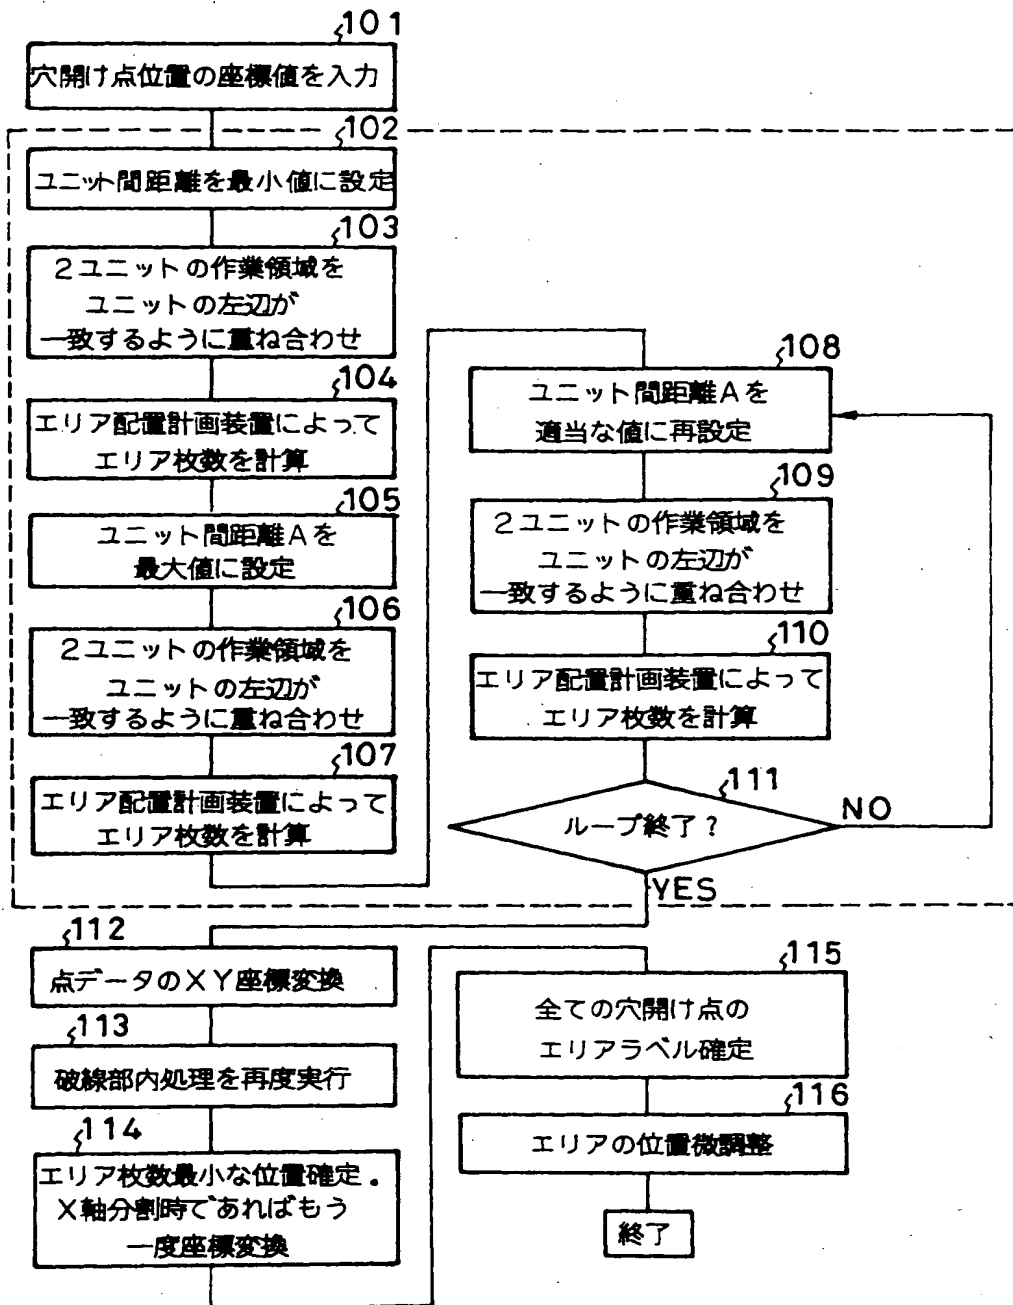 101
穴開け点位置の座標値を入力
102
ユニット間距離を最小値に設定
103
2ユニットの作業領域を
ユニットの左辺が
一致するように重ね合わせ
104
エリア配置計画装置によって
エリア枚数を計算
105
ユニット間距離Aを
最大値に設定
106
2ユニットの作業領域を
ユニットの左辺が
一致するように重ね合わせ
107
エリア配置計画装置によって
エリア枚数を計算
108
ユニット間距離Aを
適当な値に再設定
109
2ユニットの作業領域を
ユニットの左辺が
一致するように重ね合わせ
110
エリア配置計画装置によって
エリア枚数を計算
111
ループ終了?
NO
YES
112
点データのXY座標変換
113
破線部内処理を再度実行
114
エリア枚数最小な位置確定.
X軸分割時であればもう
一度座標変換
115
全ての穴開け点の
エリアラベル確定
116
エリアの位置微調整
終了